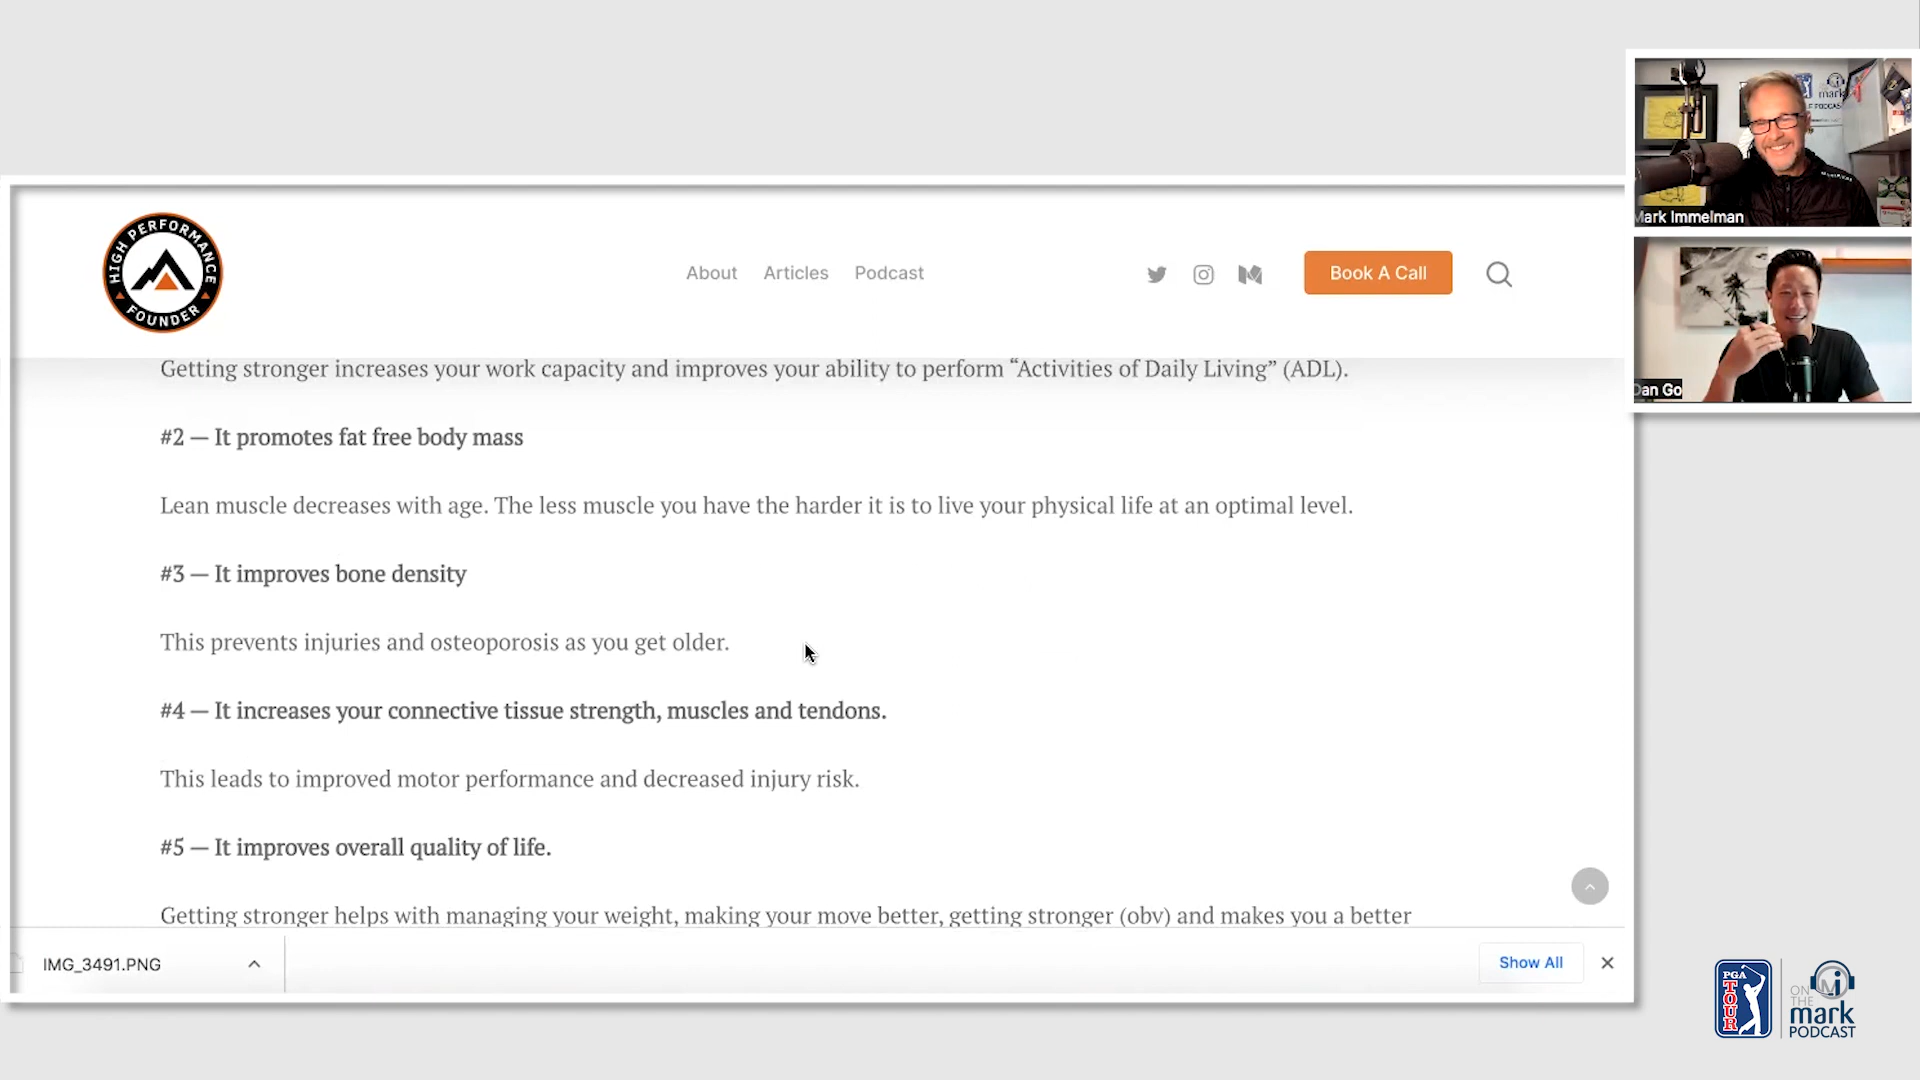 HIGH PERFORMANCE
FOUNDER
About
Articles
Podcast
Book A Call
Getting stronger increases your work capacity and improves your ability to perform “Activities of Daily Living” (ADL).
#2 — It promotes fat free body mass
Lean muscle decreases with age. The less muscle you have the harder it is to live your physical life at an optimal level.
#3 — It improves bone density
This prevents injuries and osteoporosis as you get older.
#4 — It increases your connective tissue strength, muscles and tendons.
This leads to improved motor performance and decreased injury risk.
#5 — It improves overall quality of life.
Getting stronger helps with managing your weight, making your move better, getting stronger (obv) and makes you a better
IMG_3491.PNG
Show All
mark
PODCAST
Mark Immelman
Dan Go
PGA
TOUR
ON
THE
mark
PODCAST